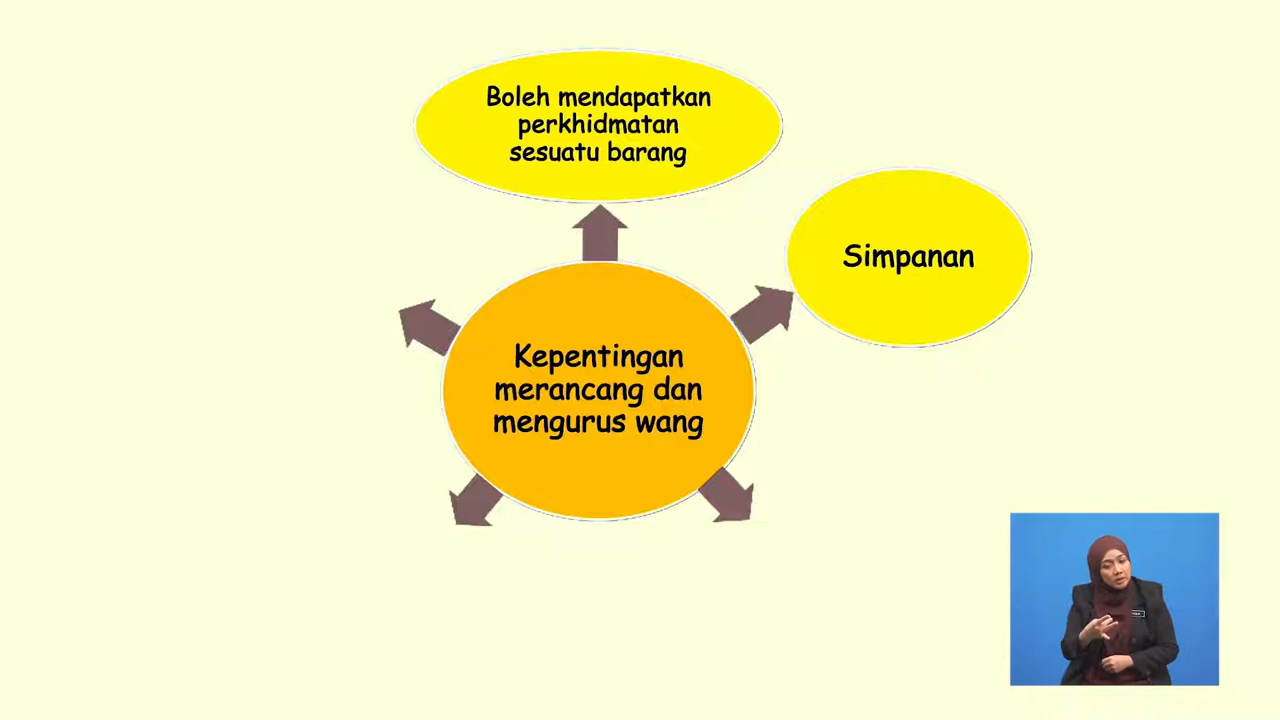 Boleh mendapatkan
perkhidmatan
sesuatu barang
Simpanan
Kepentingan
merancang dan
mengurus wang